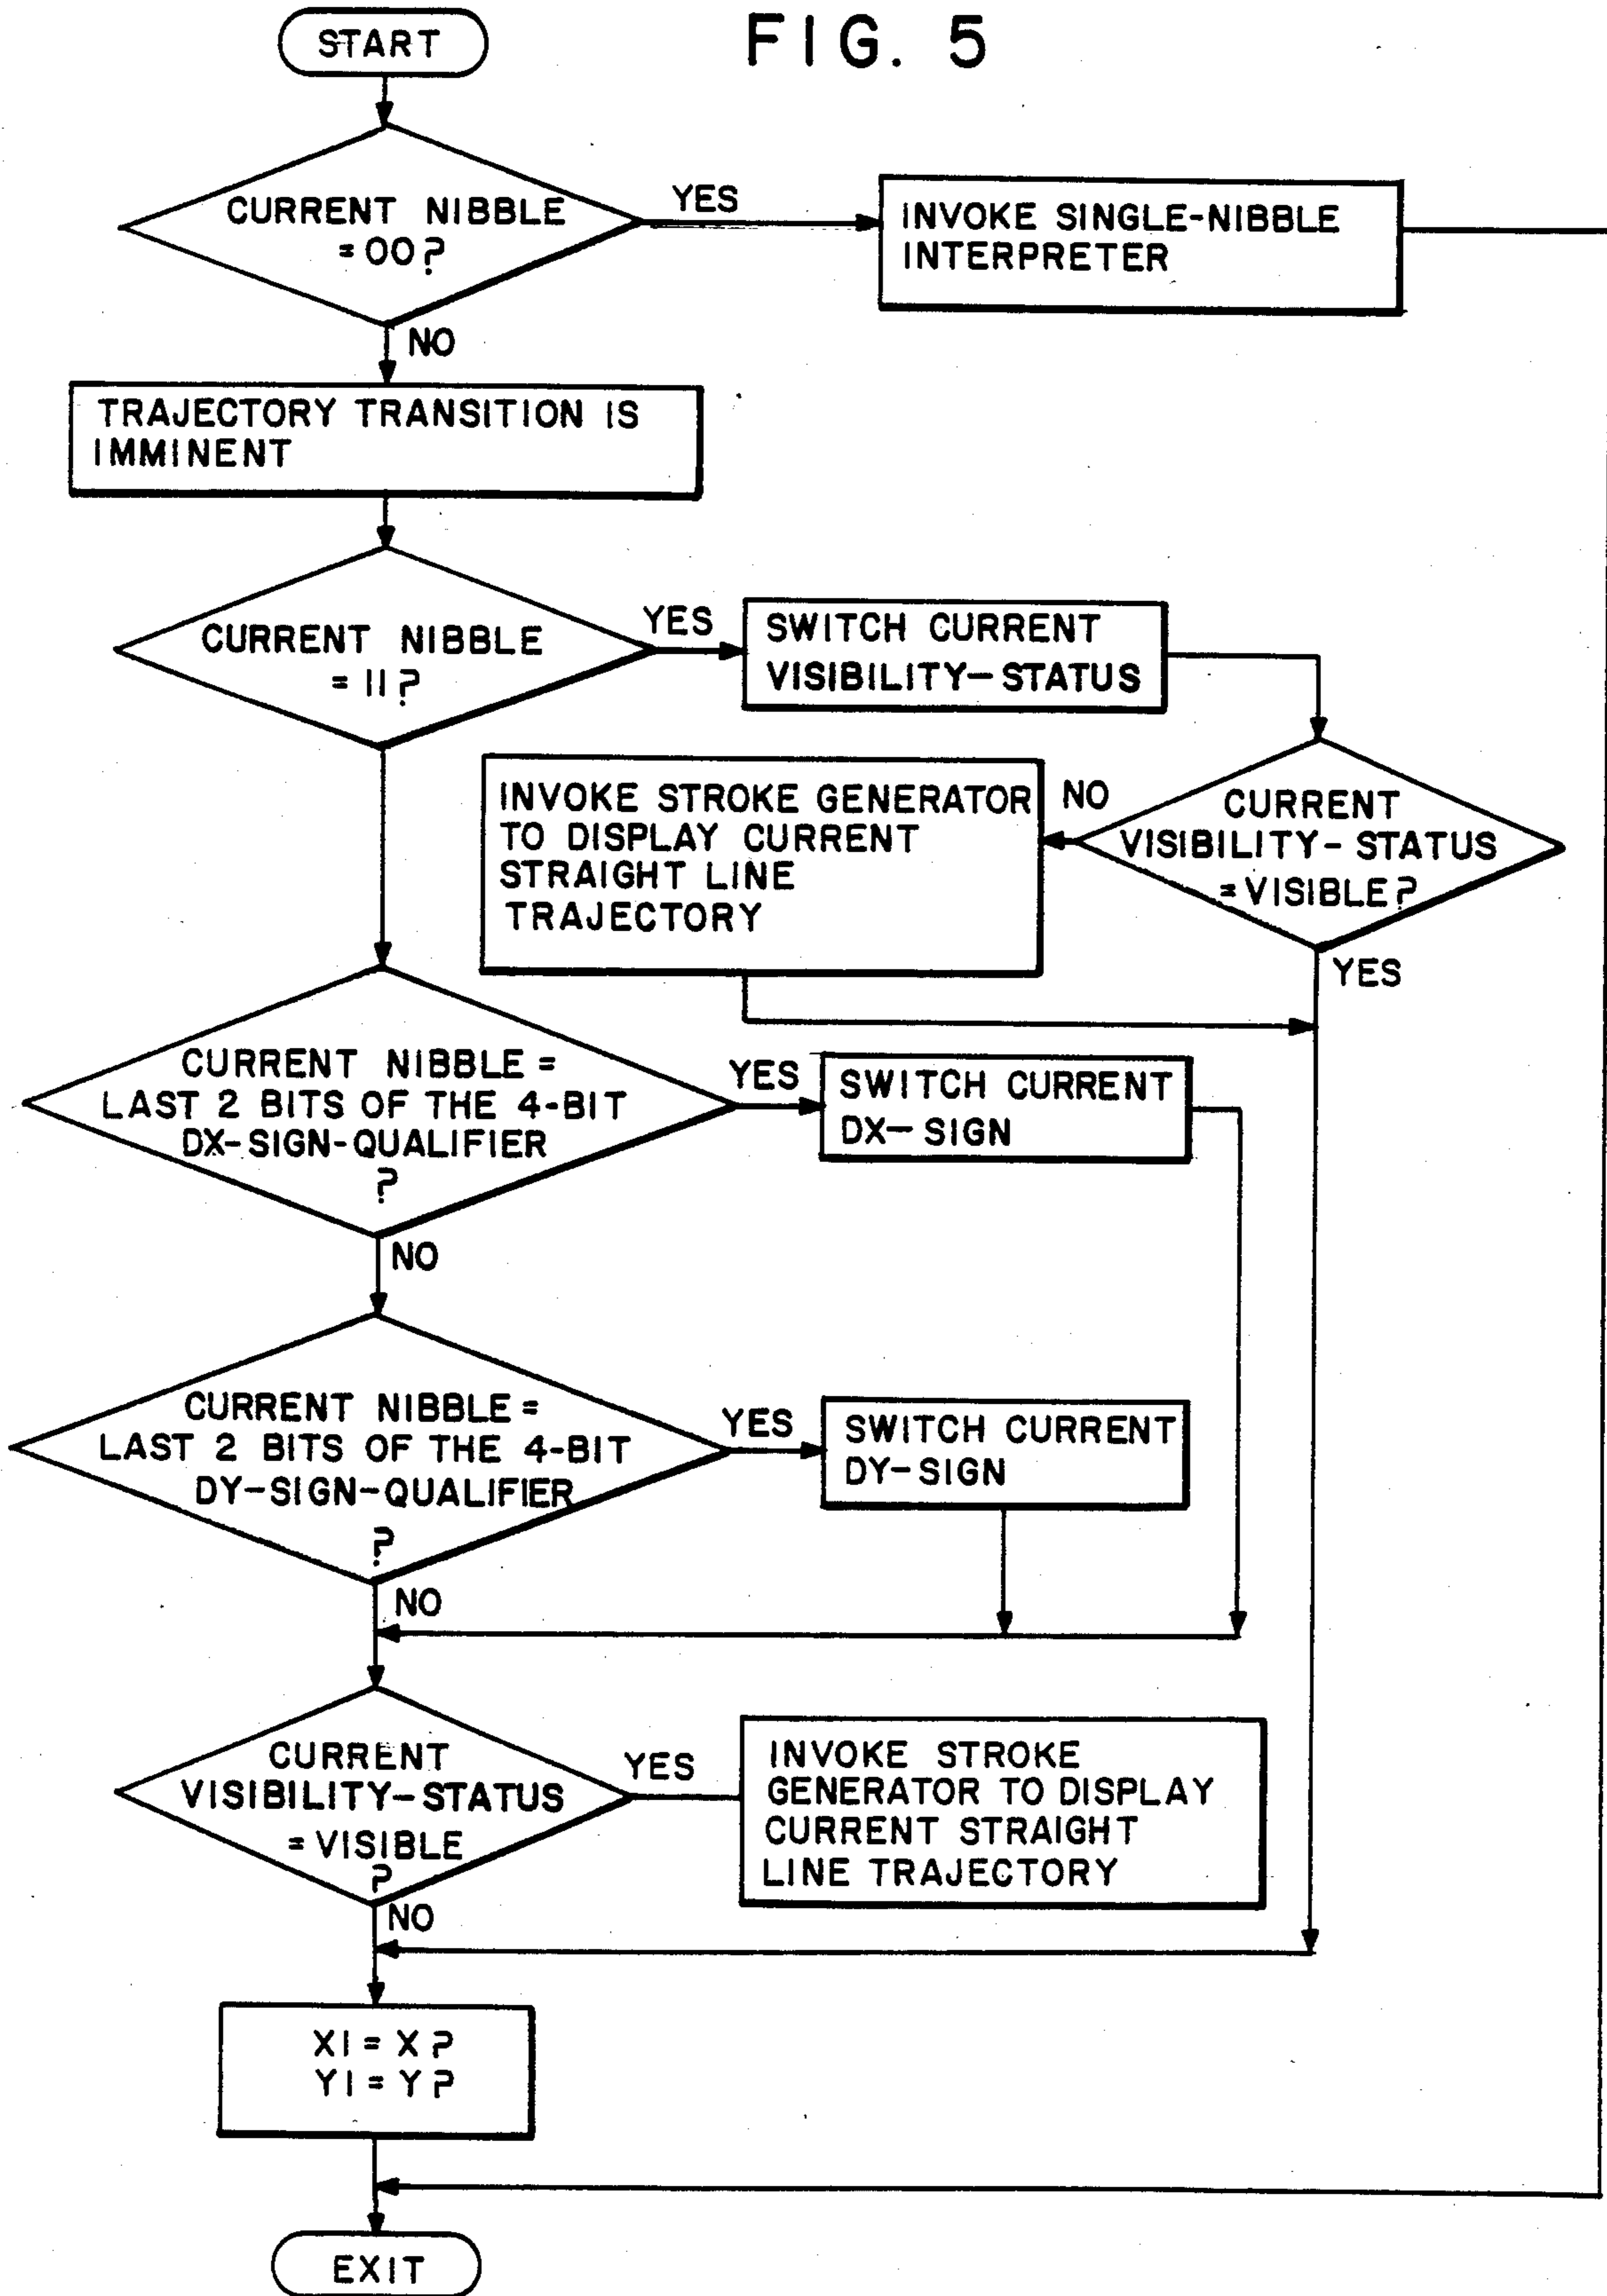 FIG. 5
START
CURRENT NIBBLE
= 00?
YES
INVOKE SINGLE-NIBBLE
INTERPRETER
NO
TRAJECTORY TRANSITION IS
IMMINENT
CURRENT NIBBLE
= 11?
YES
SWITCH CURRENT
VISIBILITY-STATUS
INVOKE STROKE GENERATOR
TO DISPLAY CURRENT
STRAIGHT LINE
TRAJECTORY
NO
CURRENT
VISIBILITY-STATUS
= VISIBLE?
YES
CURRENT NIBBLE =
LAST 2 BITS OF THE 4-BIT
DX-SIGN-QUALIFIER
?
YES
SWITCH CURRENT
DX-SIGN
NO
CURRENT NIBBLE =
LAST 2 BITS OF THE 4-BIT
DY-SIGN-QUALIFIER
?
YES
SWITCH CURRENT
DY-SIGN
NO
CURRENT
VISIBILITY-STATUS
= VISIBLE
?
YES
INVOKE STROKE
GENERATOR TO DISPLAY
CURRENT STRAIGHT
LINE TRAJECTORY
NO
X1 = X?
Y1 = Y?
EXIT